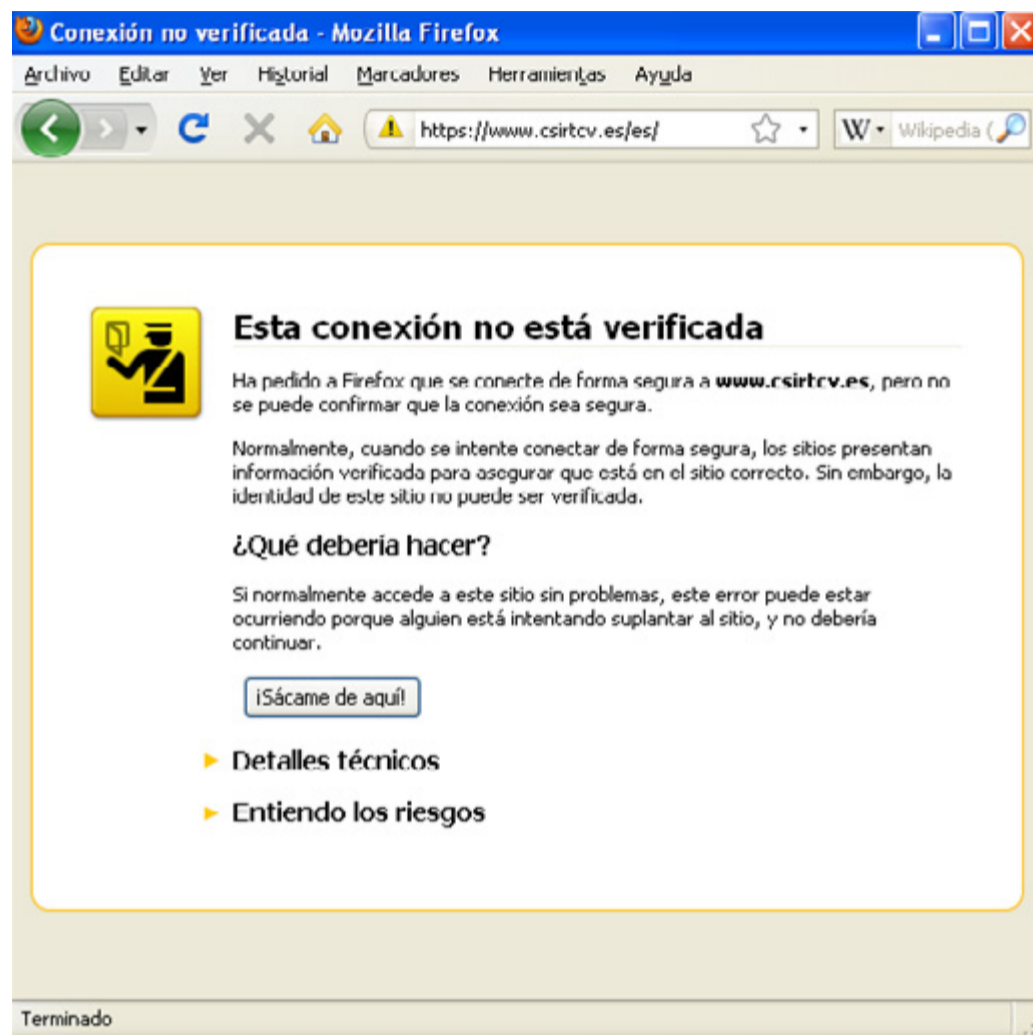 Conexión no verificada - Mozilla Firefox
Archivo Editar Ver Historial Marcadores Herramientas Ayuda
https://www.csirtcv.es/es/ W Wikipedia (
Esta conexión no está verificada
Ha pedido a Firefox que se conecte de forma segura a www.csirtcv.es, pero no
se puede confirmar que la conexión sea segura.
Normalmente, cuando se intente conectar de forma segura, los sitios presentan
información verificada para asegurar que está en el sitio correcto. Sin embargo, la
identidad de este sitio no puede ser verificada.
¿Qué debería hacer?
Si normalmente accede a este sitio sin problemas, este error puede estar
ocurriendo porque alguien está intentando suplantar al sitio, y no debería
continuar.
¡Sácame de aquí!
Detalles técnicos
Entiendo los riesgos
Terminado